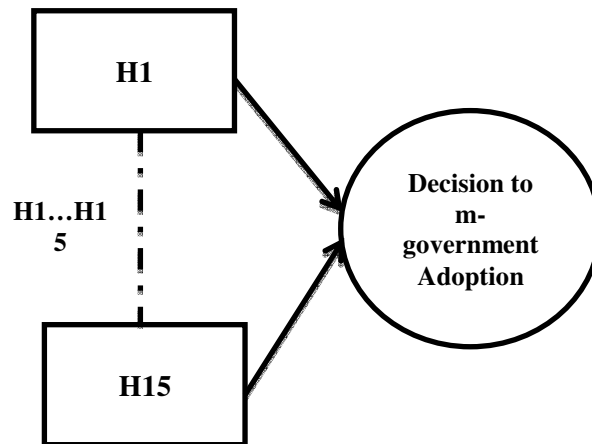 H1
H1...H1
5
Decision to
m-
government
Adoption
H15